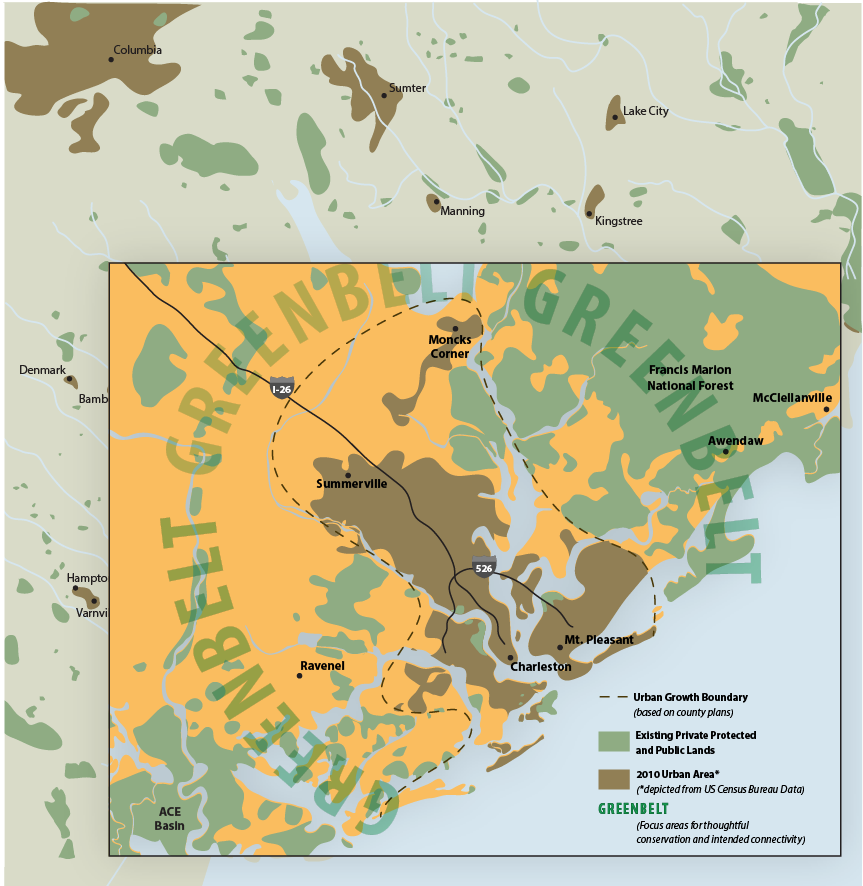 Columbia
Sumter
Lake City
Manning
Kingstree
GREENBELT
GREENBELT
Moncks
Corner
Francis Marion
National Forest
Denmark
I-26
McClellanville
Bamb
Awendaw
Summerville
526
Hampto
Varnvi
Mt. Pleasant
Ravenel
Charleston
GREENBELT
Urban Growth Boundary
(based on county plans)
Existing Private Protected
and Public Lands
2010 Urban Area*
(*depicted from US Census Bureau Data)
GREENBELT
(Focus areas for thoughtful
conservation and intended connectivity)
ACE
Basin